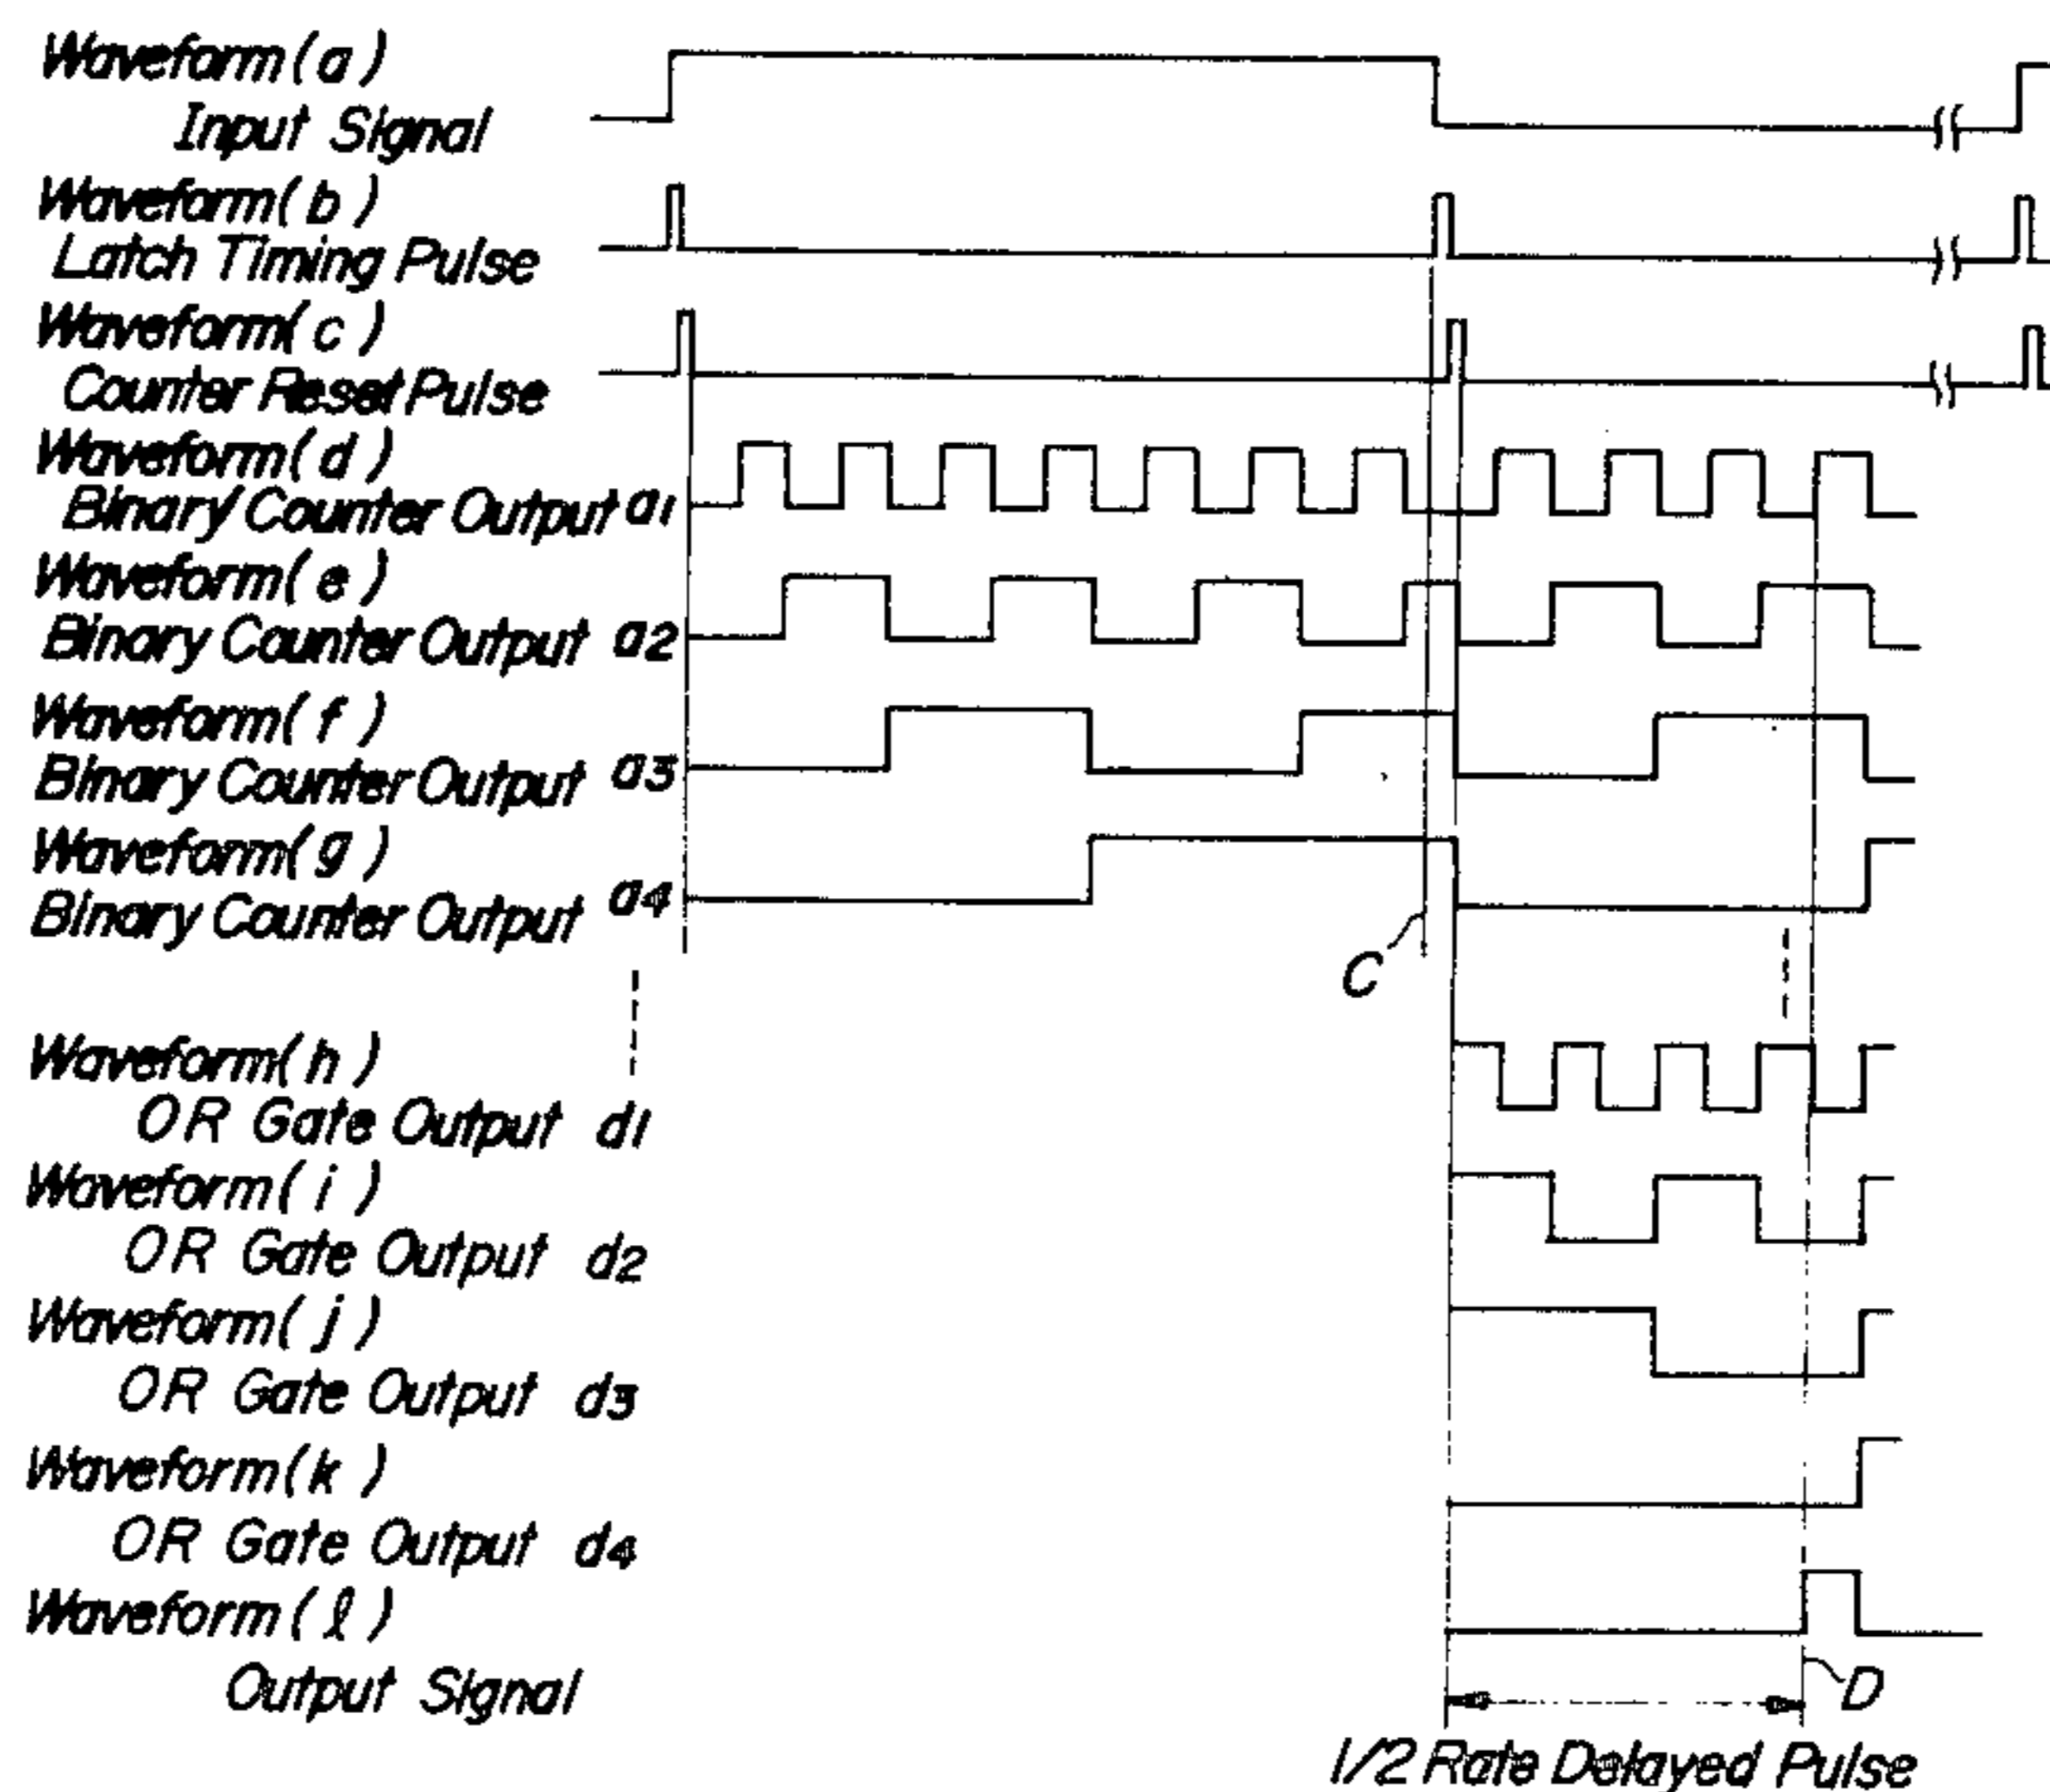 Waveform(a)
Input Signal
Waveform(b)
Latch Timing Pulse
Waveform(c)
Counter Reset Pulse
Waveform(d)
Binary Counter Output a1
Waveform(e)
Binary Counter Output a2
Waveform(f)
Binary Counter Output a3
Waveform(g)
Binary Counter Output a4
C
Waveform(h)
OR Gate Output d1
Waveform(i)
OR Gate Output d2
Waveform(j)
OR Gate Output d3
Waveform(k)
OR Gate Output d4
Waveform(l)
Output Signal
D
1/2 Rate Delayed Pulse